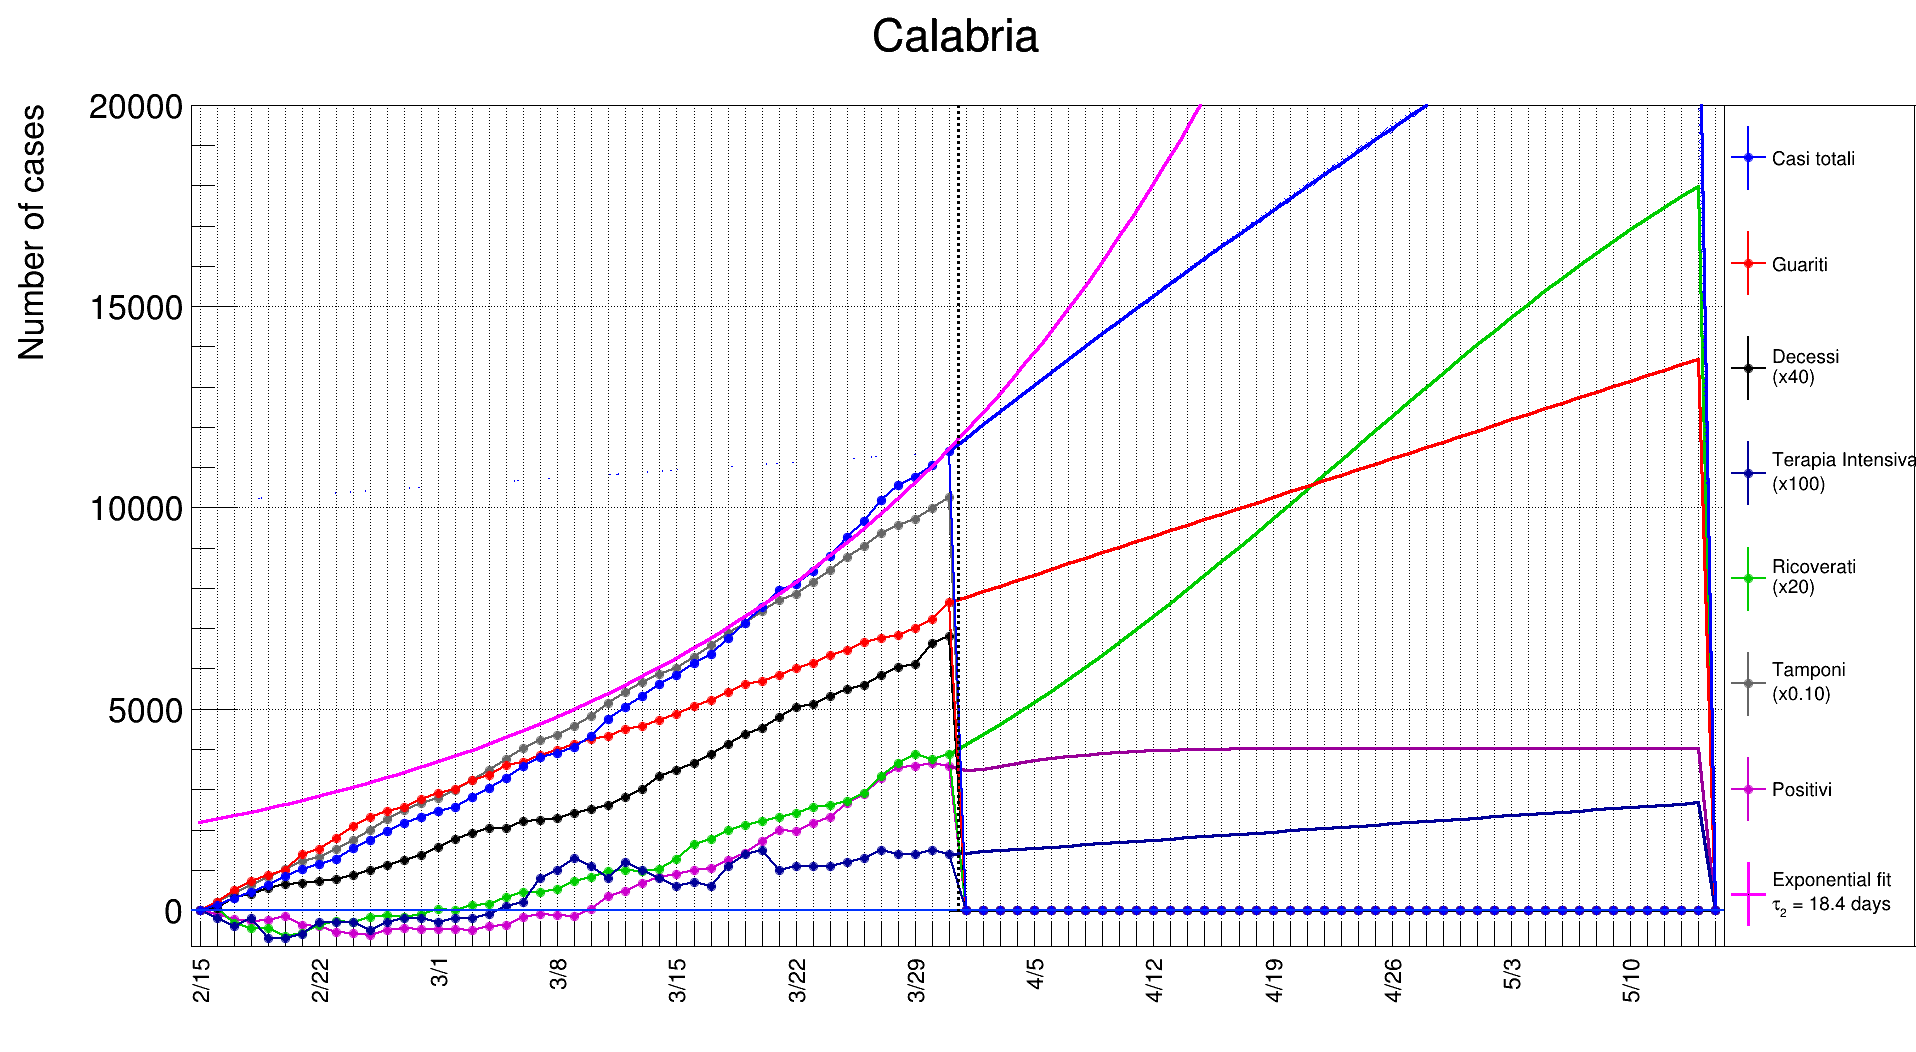 Calabria
Number of cases
20000
15000
10000
5000
0
2/15
2/22
3/1
3/8
3/15
3/22
3/29
4/5
4/12
4/19
4/26
5/3
5/10
Casi totali
Guariti
Decessi
(x40)
Terapia Intensiva
(x100)
Ricoverati
(x20)
Tamponi
(x0.10)
Positivi
Exponential fit
τ₂ = 18.4 days